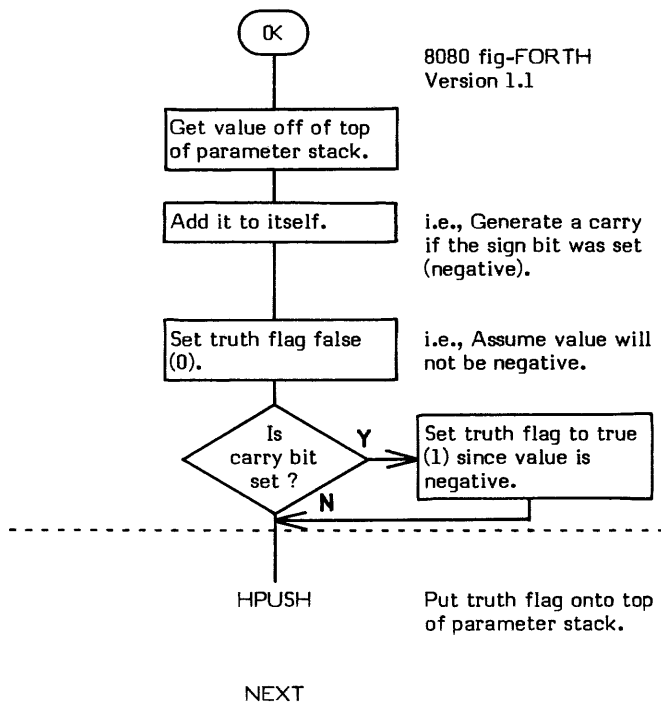 0<
8080 fig-FORTH
Version 1.1
Get value off of top
of parameter stack.
Add it to itself.
i.e., Generate a carry
if the sign bit was set
(negative).
Set truth flag false
(0).
i.e., Assume value will
not be negative.
Is
carry bit
set ?
Y
Set truth flag to true
(1) since value is
negative.
N
HPUSH
Put truth flag onto top
of parameter stack.
NEXT